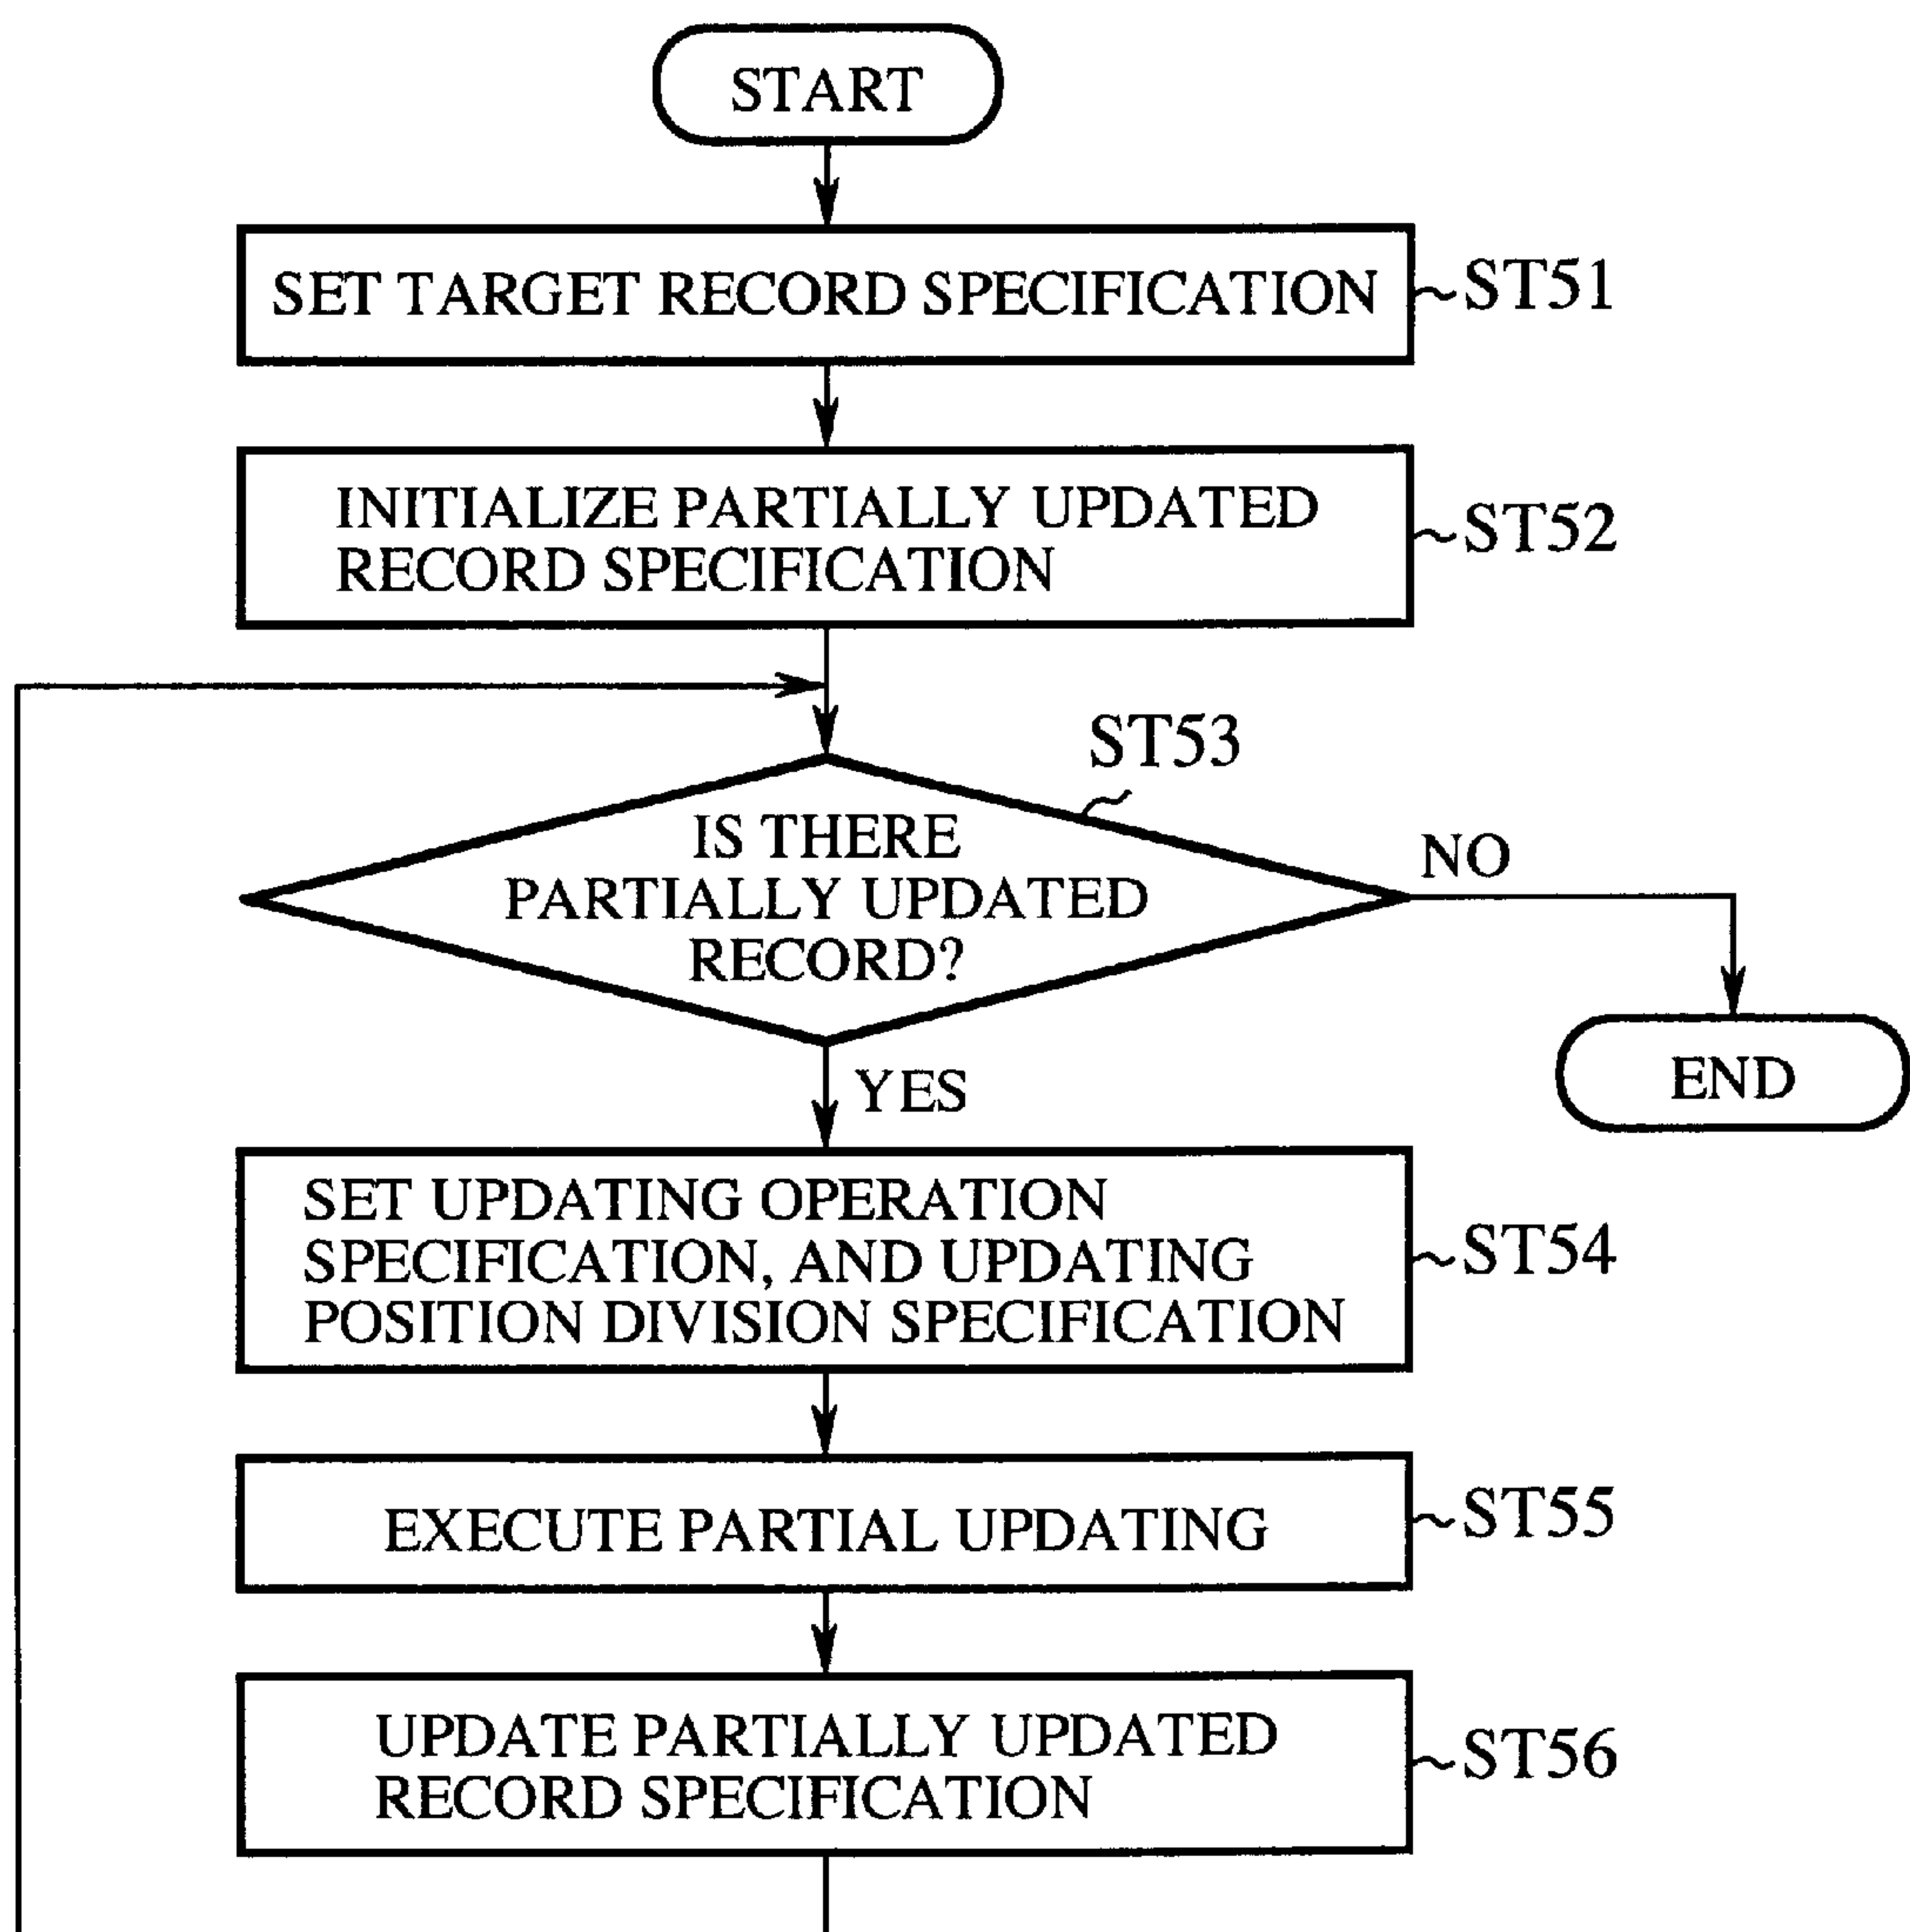 START
SET TARGET RECORD SPECIFICATION
ST51
INITIALIZE PARTIALLY UPDATED
RECORD SPECIFICATION
ST52
ST53
IS THERE
PARTIALLY UPDATED
RECORD?
NO
END
YES
SET UPDATING OPERATION
SPECIFICATION, AND UPDATING
POSITION DIVISION SPECIFICATION
ST54
EXECUTE PARTIAL UPDATING
ST55
UPDATE PARTIALLY UPDATED
RECORD SPECIFICATION
ST56